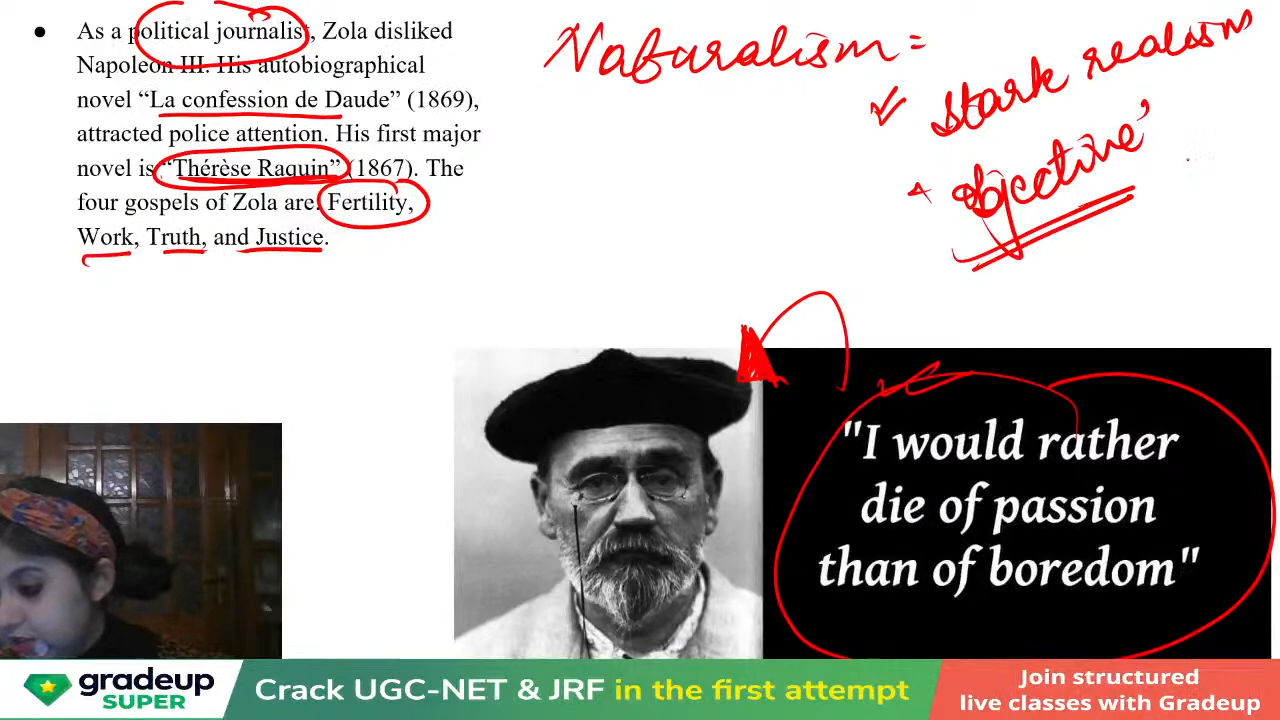 ● As a political journalist, Zola disliked
Napoleon III. His autobiographical
novel “La confession de Daude” (1869),
attracted police attention. His first major
novel is “Thérèse Raquin” (1867). The
four gospels of Zola are: Fertility,
Work, Truth, and Justice.
Naturalism =
stark realism
objective
"I would rather
die of passion
than of boredom"
gradeup
SUPER
Crack UGC-NET & JRF in the first attempt
Join structured
live classes with Gradeup